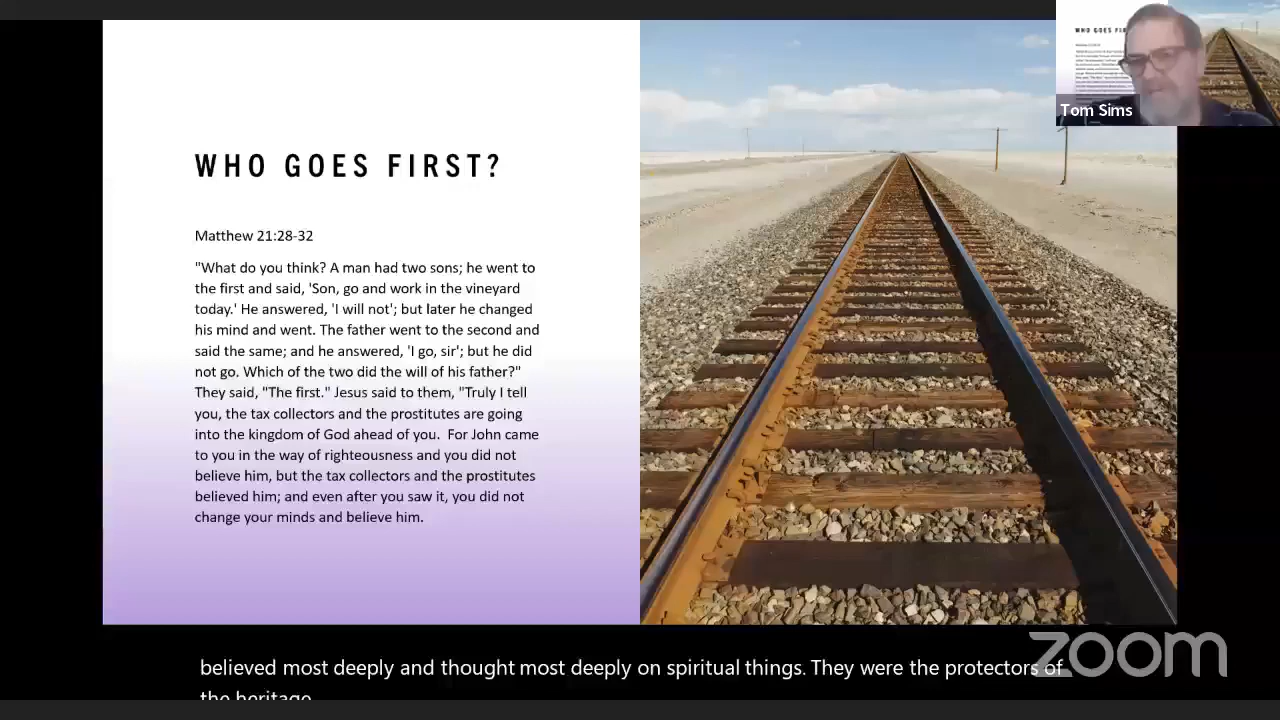 WHO GOES FIRST?
Matthew 21:28-32
"What do you think? A man had two sons; he went to
the first and said, 'Son, go and work in the vineyard
today.' He answered, 'I will not'; but later he changed
his mind and went. The father went to the second and
said the same; and he answered, 'I go, sir'; but he did
not go. Which of the two did the will of his father?"
They said, "The first." Jesus said to them, "Truly I tell
you, the tax collectors and the prostitutes are going
into the kingdom of God ahead of you.  For John came
to you in the way of righteousness and you did not
believe him, but the tax collectors and the prostitutes
believed him; and even after you saw it, you did not
change your minds and believe him.
WHO GOES FIR
Tom Sims
believed most deeply and thought most deeply on spiritual things. They were the protectors of
the heritage
zoom